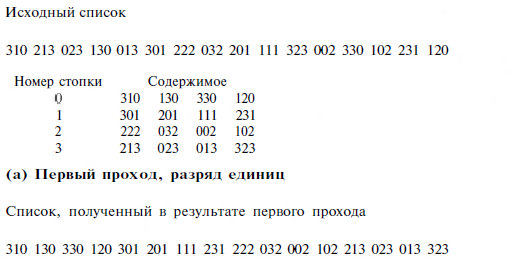 Исходный список
310 213 023 130 013 301 222 032 201 111 323 002 330 102 231 120
Номер стопки Содержимое
0 310 130 330 120
1 301 201 111 231
2 222 032 002 102
3 213 023 013 323
(а) Первый проход, разряд единиц
Список, полученный в результате первого прохода
310 130 330 120 301 201 111 231 222 032 002 102 213 023 013 323